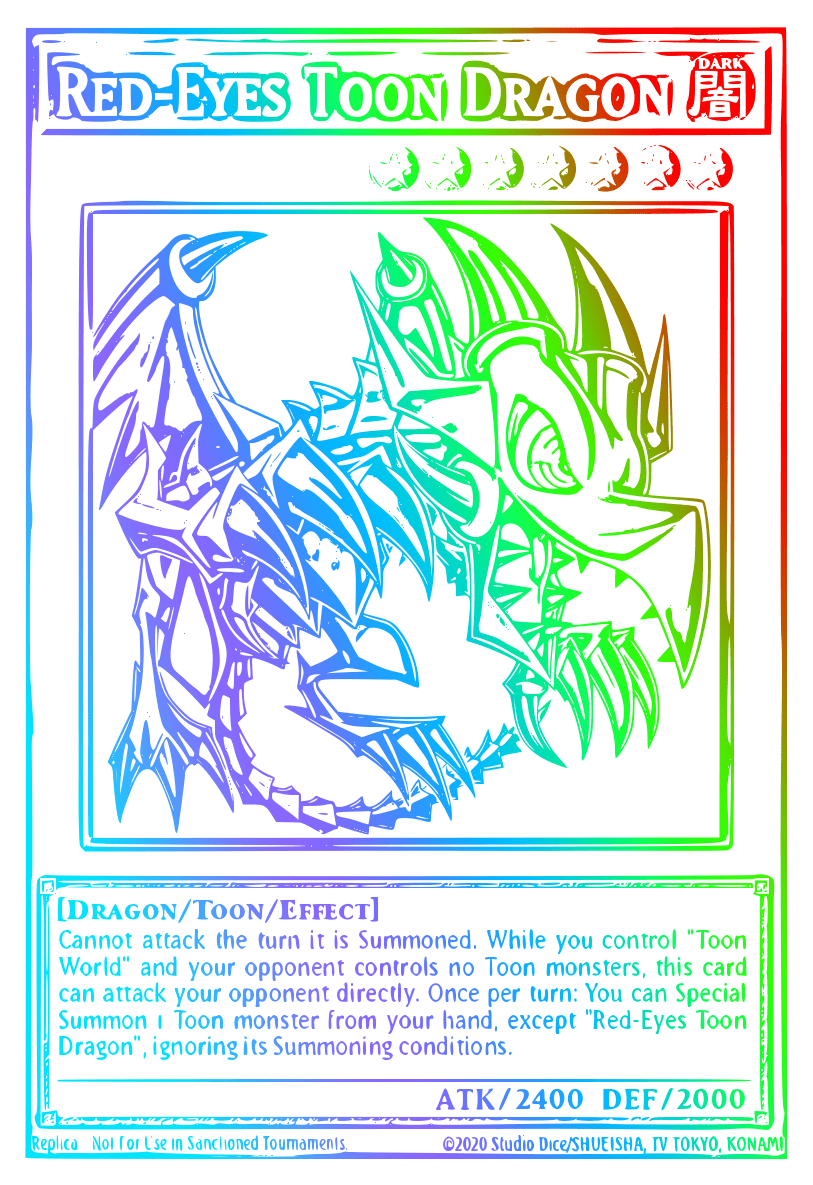 RED-EYES TOON DRAGON
DARK
闇
[DRAGON/TOON/EFFECT]
Cannot attack the turn it is Summoned. While you control "Toon
World" and your opponent controls no Toon monsters, this card
can attack your opponent directly. Once per turn: You can Special
Summon 1 Toon monster from your hand, except "Red-Eyes Toon
Dragon", ignoring its Summoning conditions.
ATK/2400 DEF/2000
Replica Not For Use in Sanctioned Tournaments.
©2020 Studio Dice/SHUEISHA, TV TOKYO, KONAMI